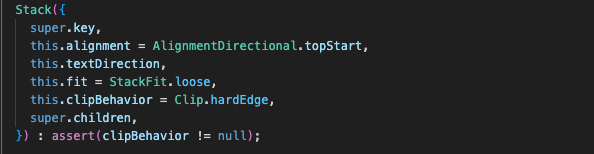 Stack({
super.key,
this.alignment = AlignmentDirectional.topStart,
this.textDirection,
this.fit = StackFit.loose,
this.clipBehavior = Clip.hardEdge,
super.children,
}) : assert(clipBehavior != null);